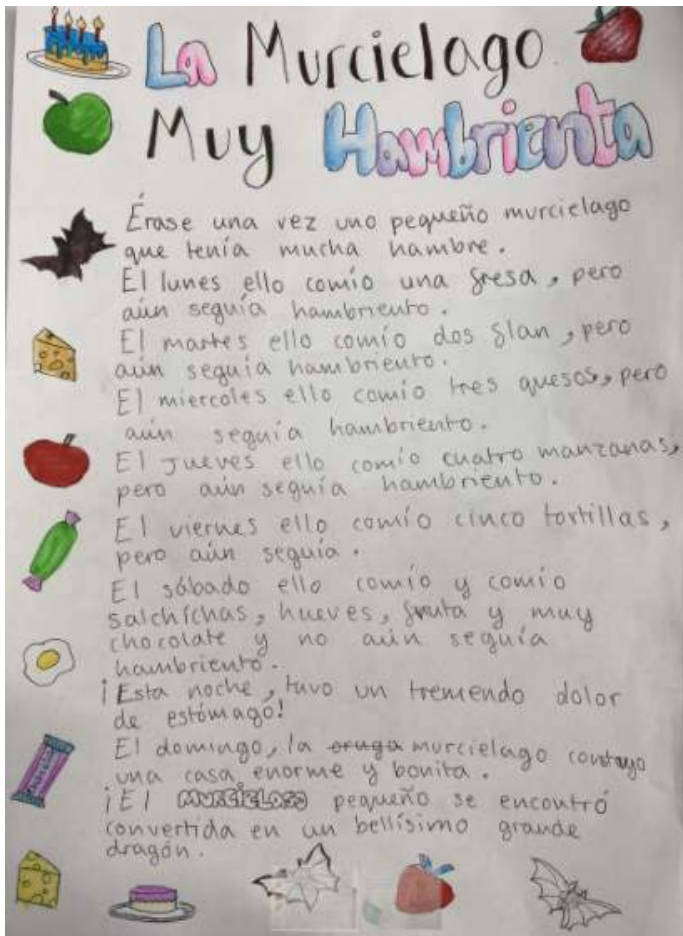 La Murcielago
Muy Hambrienta
Érase una vez uno pequeño murcielago
que tenía mucha hambre.
El lunes ello comío una fresa, pero
aún seguía hambriento.
El martes ello comío dos flan, pero
aún seguía hambriento.
El miercoles ello comío tres quesos, pero
aún seguía hambriento.
El Jueves ello comío cuatro manzanas,
pero aún seguía hambriento.
El viernes ello comío cinco tortillas,
pero aún seguía.
El sábado ello comío y comío
salchíchas, hueves, fruta y muy
chocolate y no aún seguía
hambriento.
¡Esta noche, tuvo un tremendo dolor
de estómago!
El domingo, la oruga murcielago
una casa enorme y bonita.
¡El murcielago pequeño se encontró
convertida en un bellísimo grande
dragón.